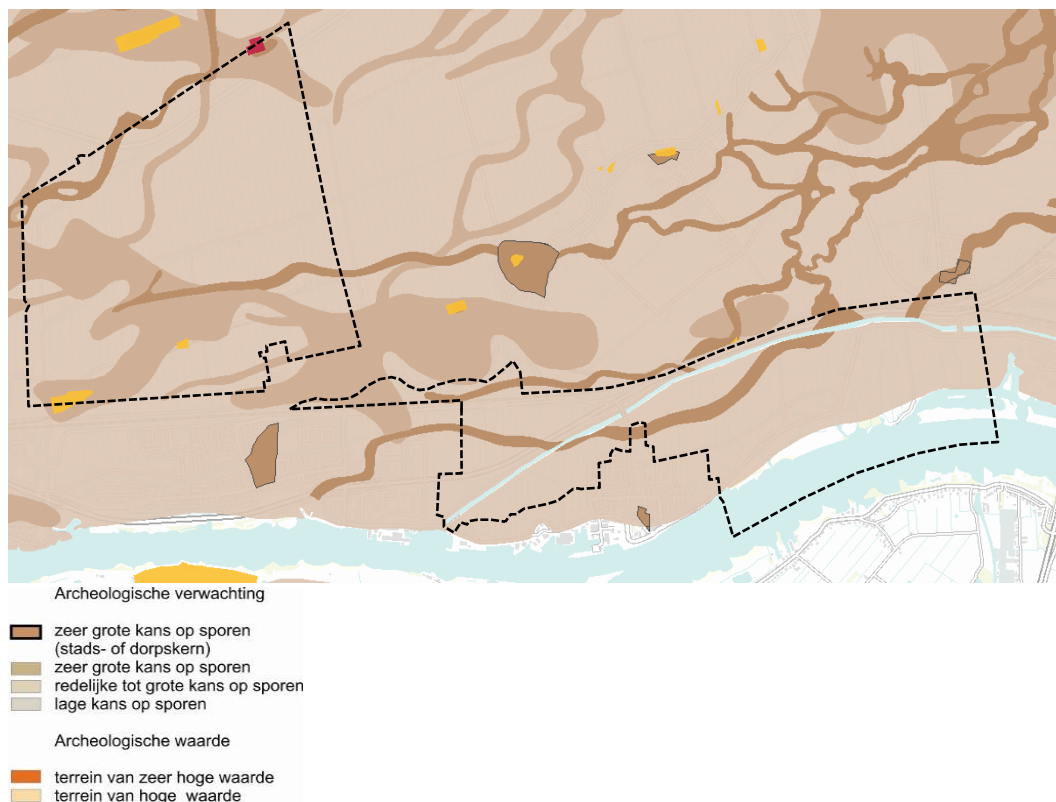 Archeologische verwachting
zeer grote kans op sporen
(stads- of dorpskern)
zeer grote kans op sporen
redelijke tot grote kans op sporen
lage kans op sporen
Archeologische waarde
terrein van zeer hoge waarde
terrein van hoge waarde